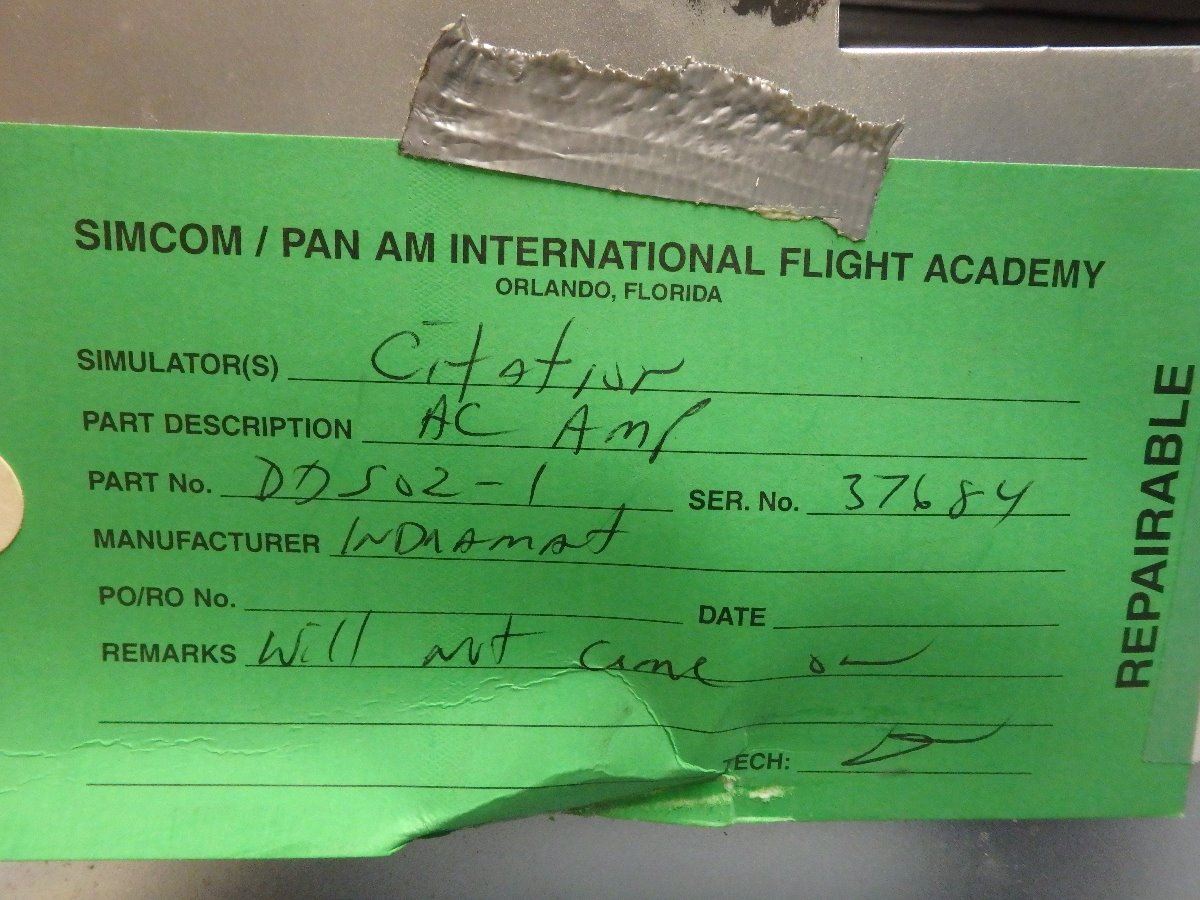 SIMCOM / PAN AM INTERNATIONAL FLIGHT ACADEMY
ORLANDO, FLORIDA
SIMULATOR(S) Citation
PART DESCRIPTION AC Amp
PART No. DDS02-1 SER. No. 37684
MANUFACTURER INDRAMAT
PO/RO No. DATE
REMARKS Will not come on
TECH:
REPAIRABLE